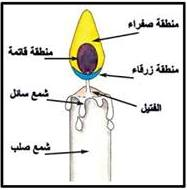 منطقة صفراء
منطقة قاتمة
منطقة زرقاء
شمع سائل
الفتيل
شمع صلب